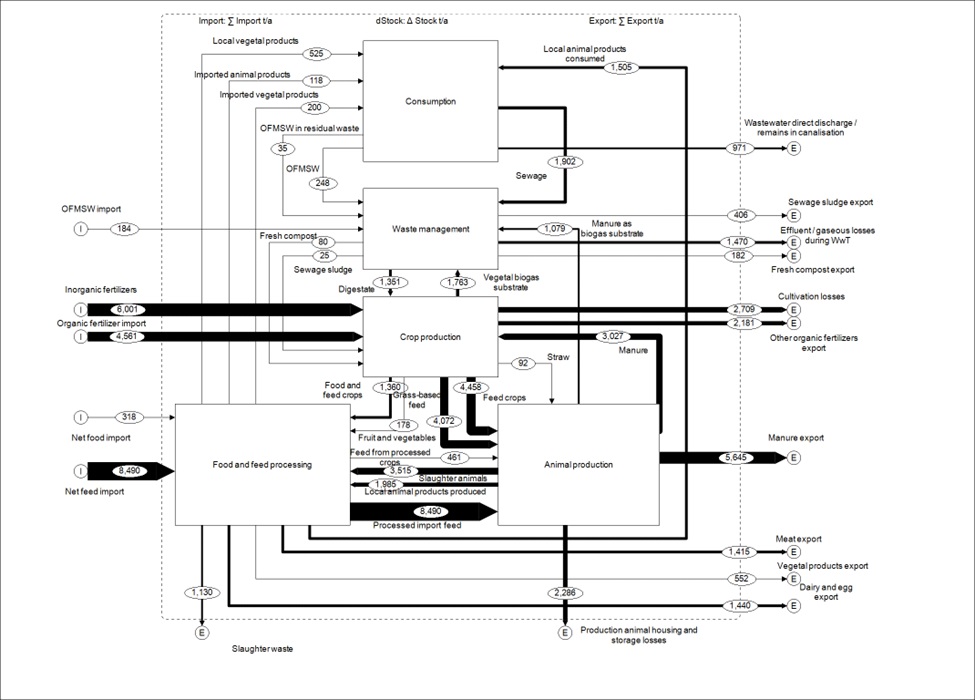 Import: ∑ Import t/a
dStock: Δ Stock t/a
Export: ∑ Export t/a
Local vegetal products
525
Local animal products
consumed
1,505
Imported animal products
118
Imported vegetal products
200
Consumption
OFMSW in residual waste
35
OFMSW
248
1,902
Sewage
Wastewater direct discharge /
remains in canalisation
971
E
OFMSW import
I
184
Waste management
1,079
Manure as
biogas substrate
Sewage sludge export
406
E
Effluent / gaseous losses
during WwT
1,470
E
182
E
Fresh compost export
Fresh compost
80
25
Sewage sludge
Digestate
1,351
1,763
Vegetal biogas
substrate
Inorganic fertilizers
I
6,001
Organic fertilizer import
I
4,561
Crop production
Cultivation losses
2,709
E
2,181
E
Other organic fertilizers
export
3,027
Manure
92
Straw
Food and
feed crops
1,360
Grass-based
feed
4,458
Feed crops
178
4,072
Fruit and vegetables
I
318
Net food import
I
8,490
Net feed import
Food and feed processing
Feed from processed
crops
461
3,515
Slaughter animals
1,985
Local animal products produced
8,490
Processed import feed
Animal production
Manure export
5,645
E
Meat export
1,415
E
Vegetal products export
552
E
Dairy and egg
export
1,440
E
1,130
E
Slaughter waste
2,286
E
Production animal housing and
storage losses